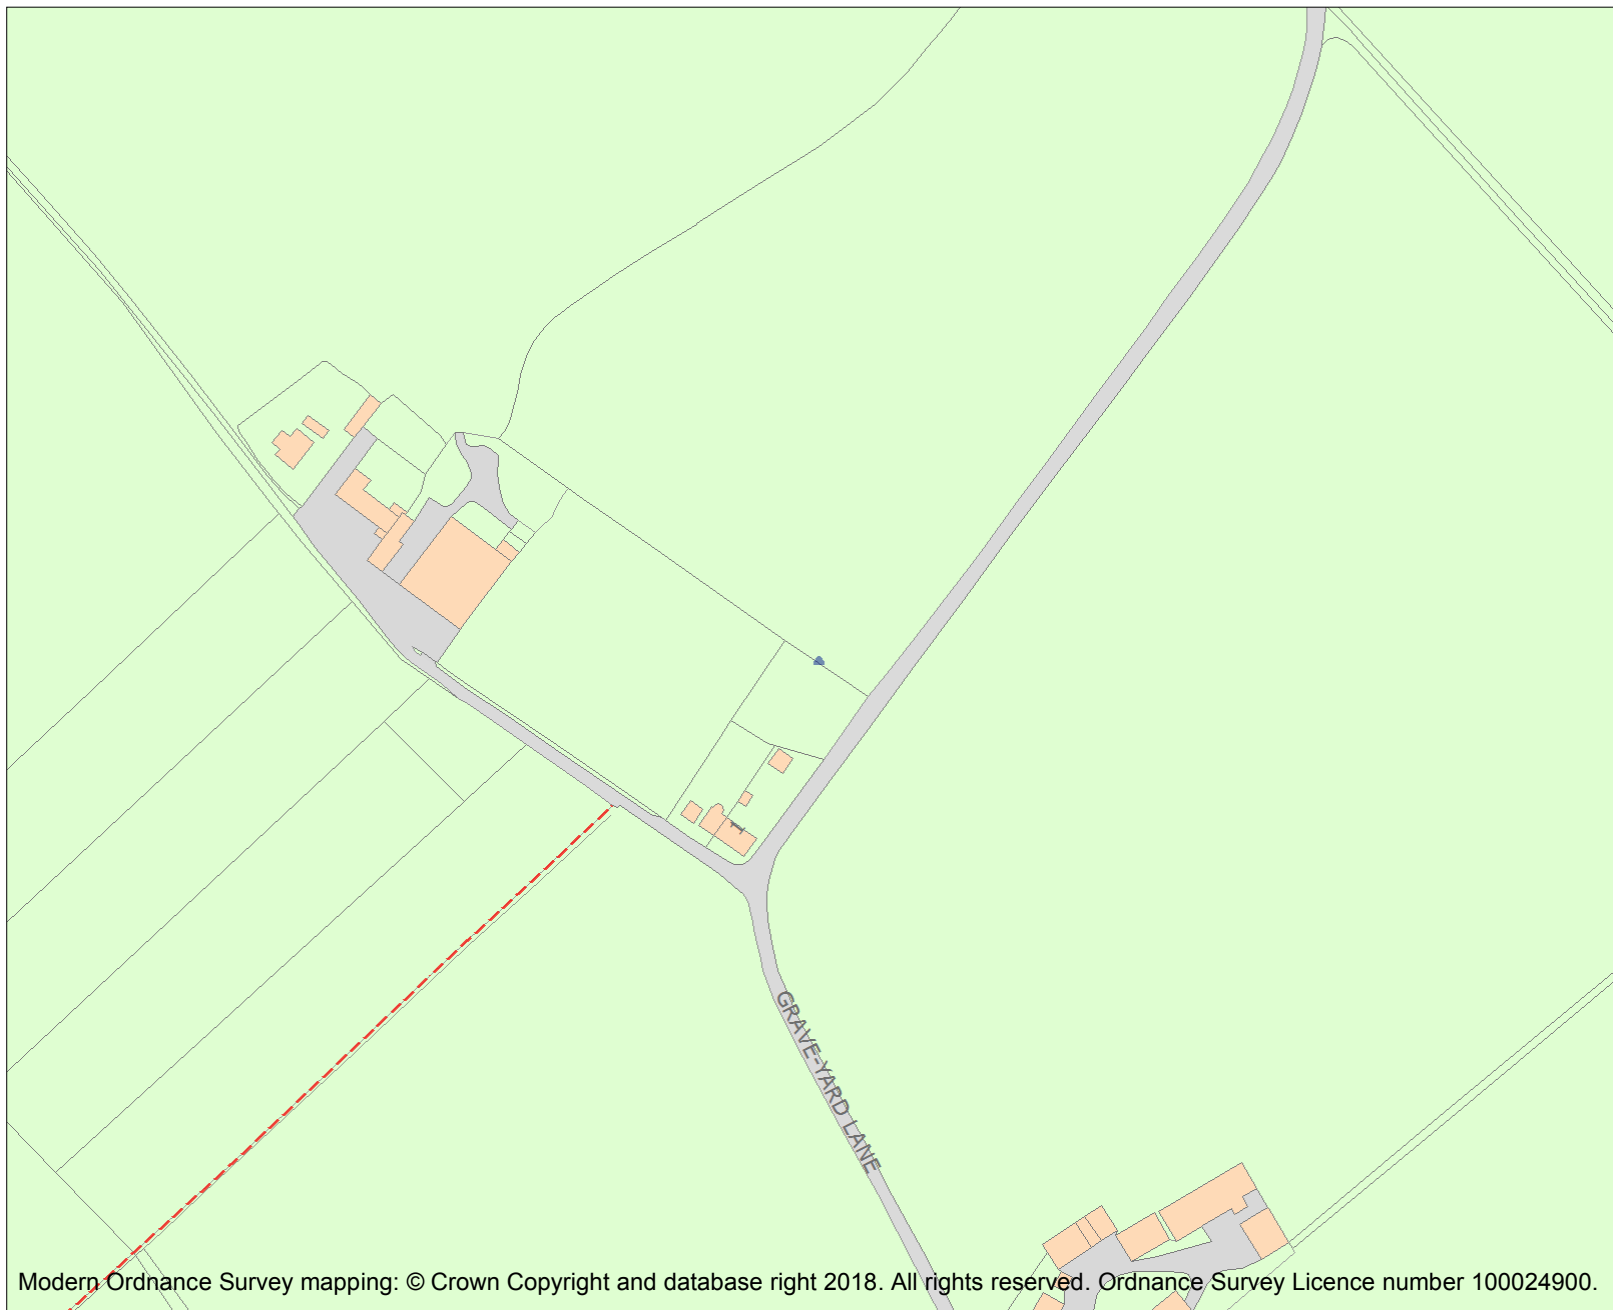 1
GRAVE-YARD LANE
Modern Ordnance Survey mapping: © Crown Copyright and database right 2018. All rights reserved. Ordnance Survey Licence number 100024900.